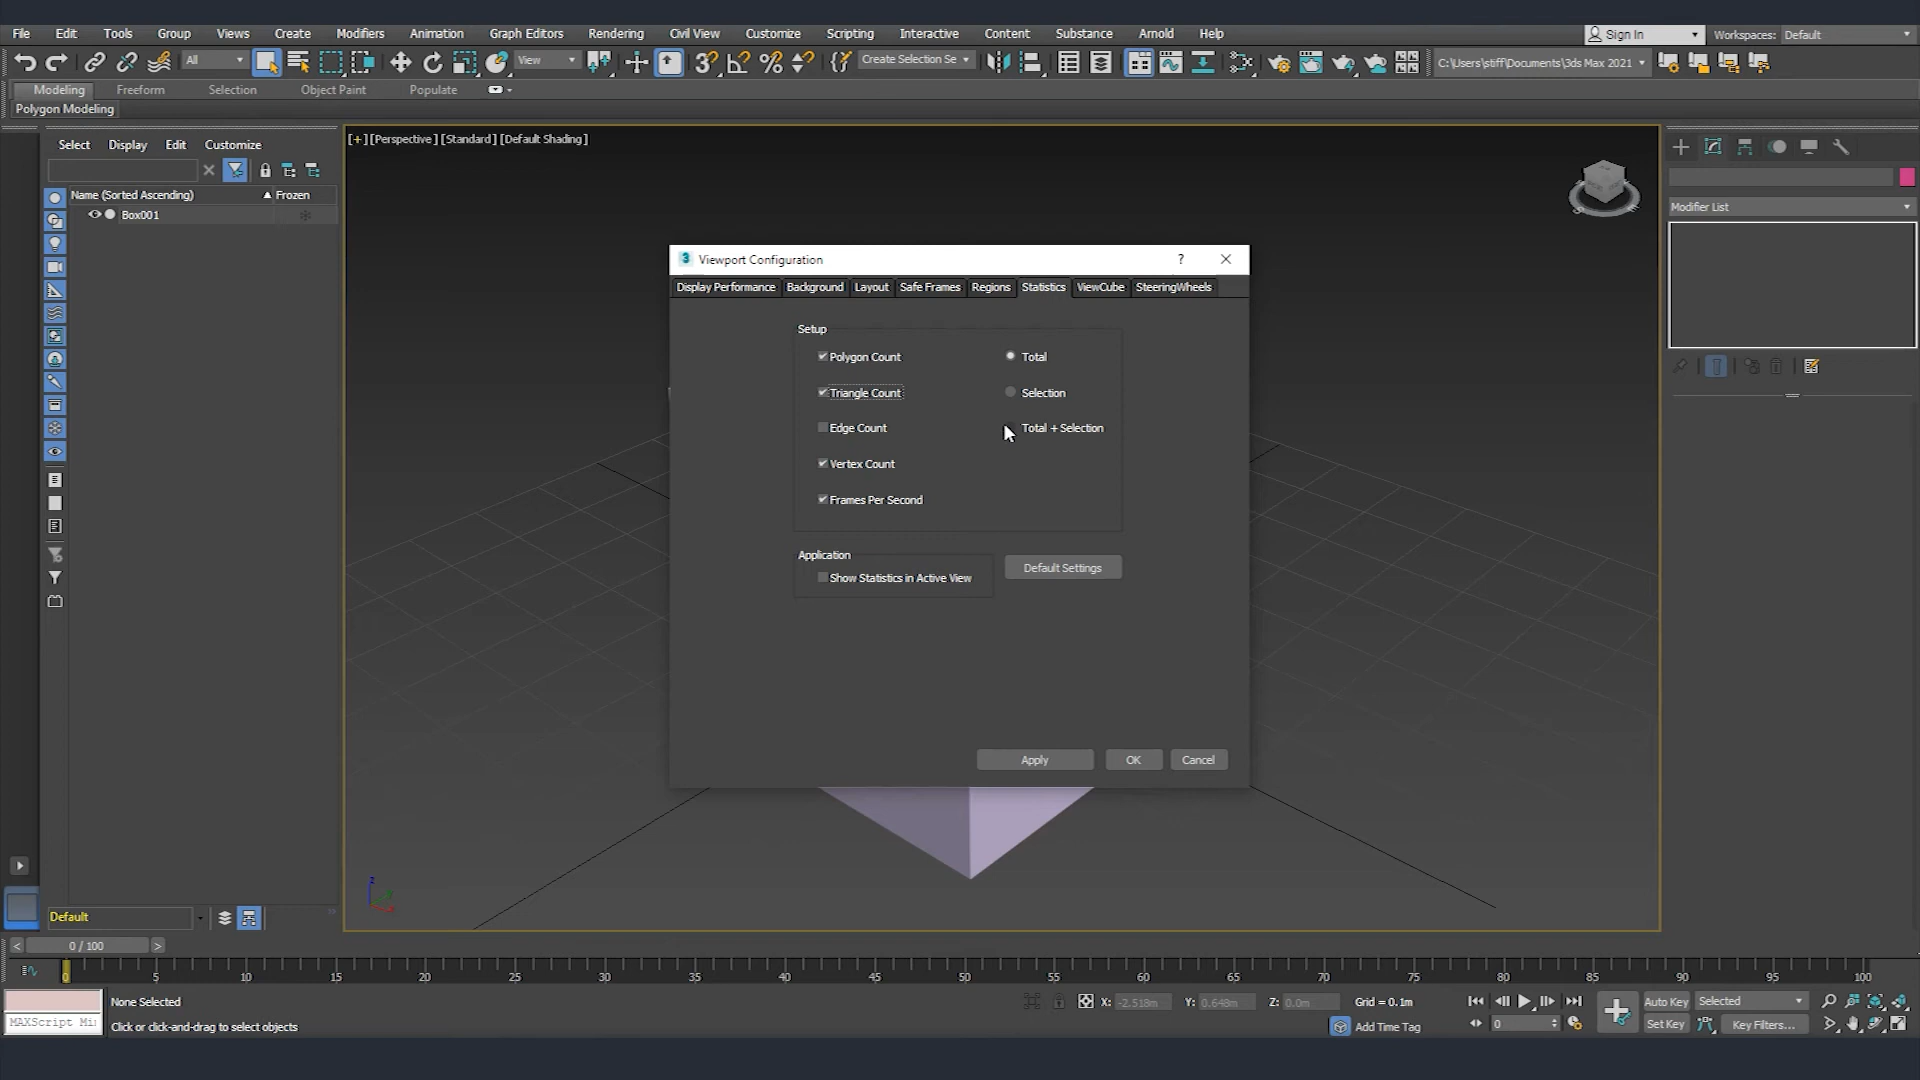 File Edit Tools Group Views Create Modifiers Animation Graph Editors Rendering Civil View Customize Scripting Interactive Content Substance Arnold Help Sign In Workspaces: Default
All View Create Selection Se C:\Users\stiff\Documents\3ds Max 2021
Modeling Freeform Selection Object Paint Populate
Polygon Modeling
Select Display Edit Customize
[+] [Perspective] [Standard] [Default Shading]
Name (Sorted Ascending) Frozen
Box001
Modifier List
Viewport Configuration
Display Performance Background Layout Safe Frames Regions Statistics ViewCube SteeringWheels
Setup
Polygon Count Total
Triangle Count Selection
Edge Count Total + Selection
Vertex Count
Frames Per Second
Application
Show Statistics in Active View
Default Settings
Apply OK Cancel
Default
0 / 100
0 5 10 15 20 25 30 35 40 45 50 55 60 65 70 75 80 85 90 95 100
None Selected X: -2.518m Y: 0.648m Z: 0.0m Grid = 0.1m Auto Key Selected
MAXScript Mi Click or click-and-drag to select objects Add Time Tag 0 Set Key Key Filters...